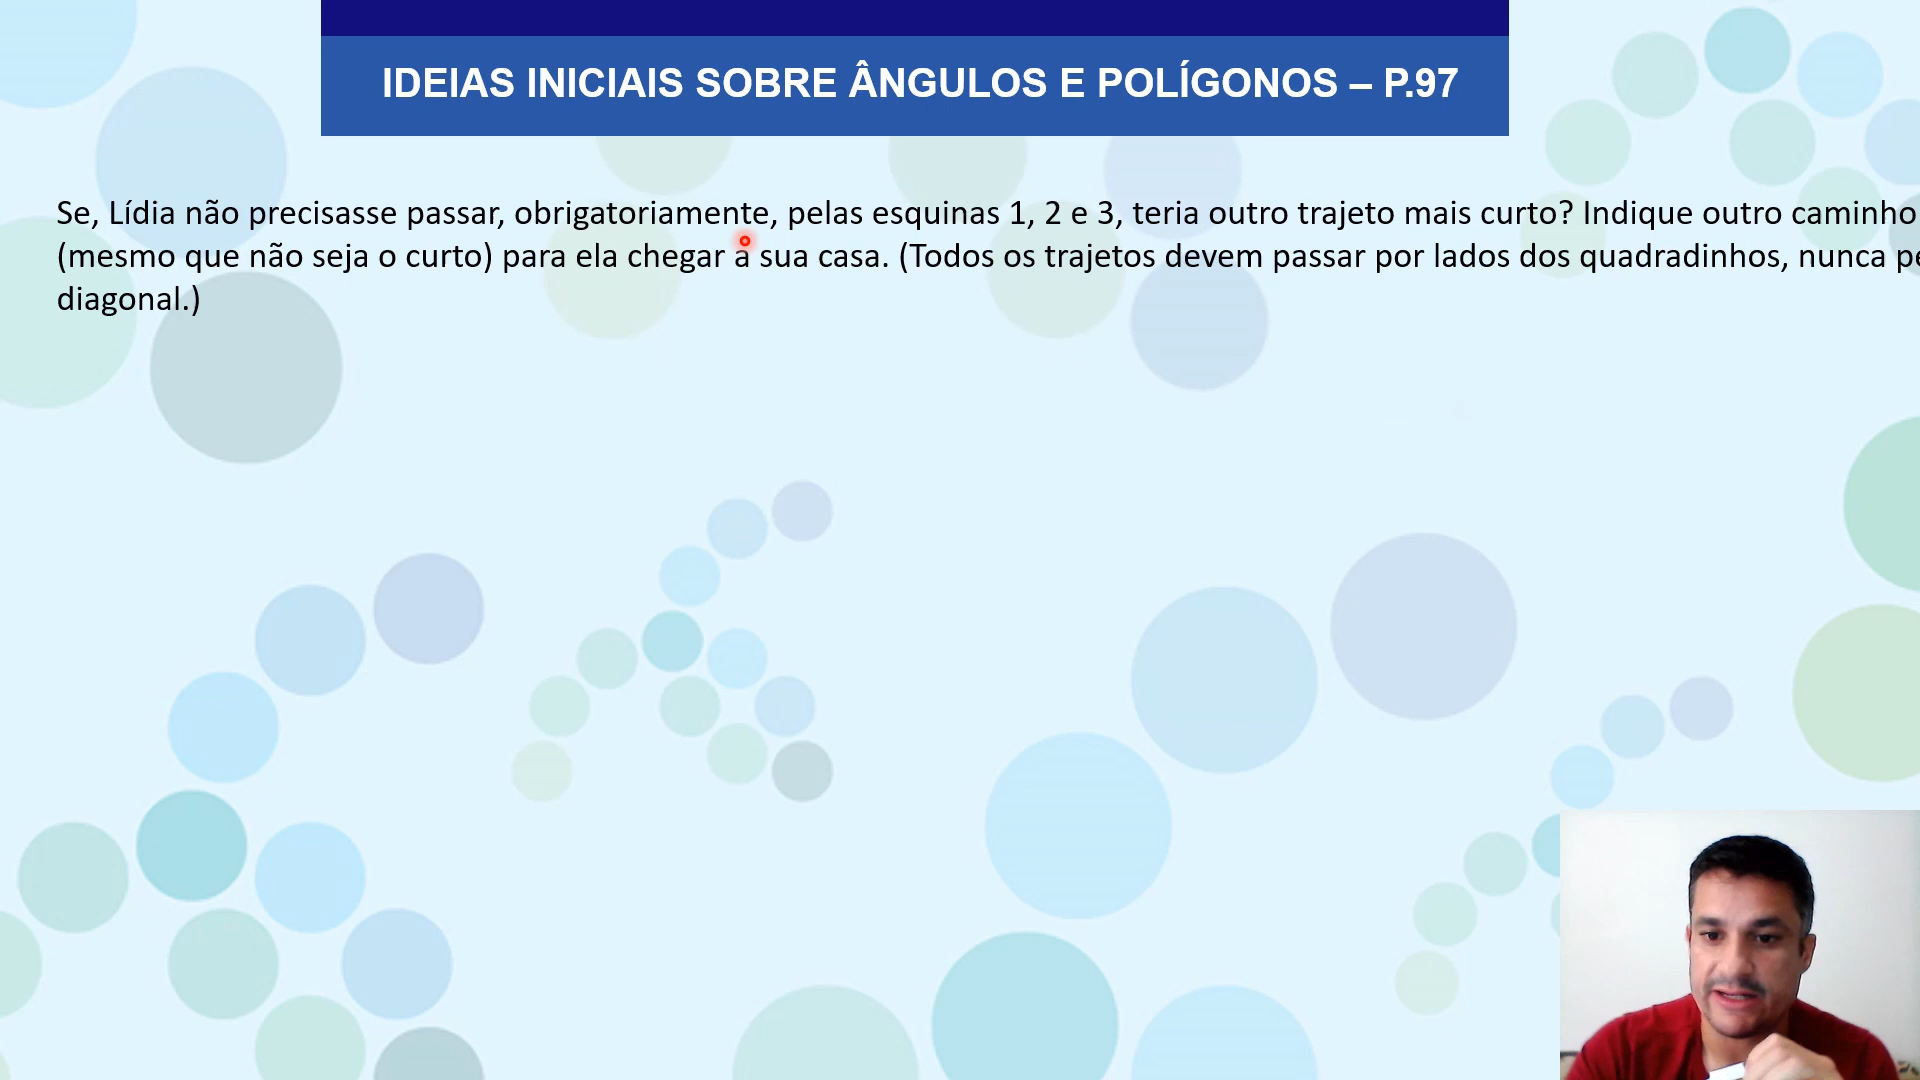 IDEIAS INICIAIS SOBRE ÂNGULOS E POLÍGONOS – P.97
Se, Lídia não precisasse passar, obrigatoriamente, pelas esquinas 1, 2 e 3, teria outro trajeto mais curto? Indique outro caminho
(mesmo que não seja o curto) para ela chegar a sua casa. (Todos os trajetos devem passar por lados dos quadradinhos, nunca
diagonal.)